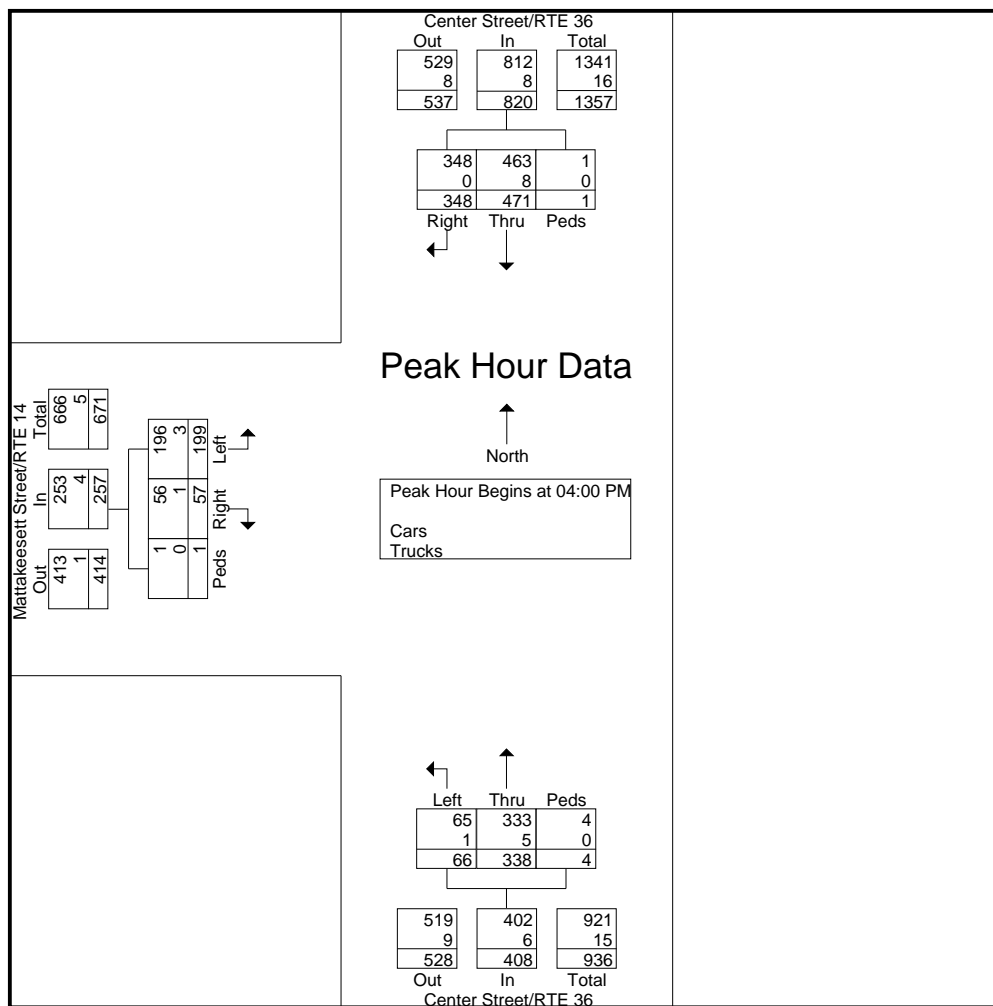 Center Street/RTE 36
Out In Total
529 812 1341
8 8 16
537 820 1357
348 463 1
0 8 0
348 471 1
Right Thru Peds
Mattakeesett Street/RTE 14
Out In Total
413 253 666
1 4 5
414 257 671
1 56 196
0 1 3
1 57 199
Peds Right Left
Peak Hour Data
North
Peak Hour Begins at 04:00 PM
Cars
Trucks
Left Thru Peds
65 333 4
1 5 0
66 338 4
519 402 921
9 6 15
528 408 936
Out In Total
Center Street/RTE 36